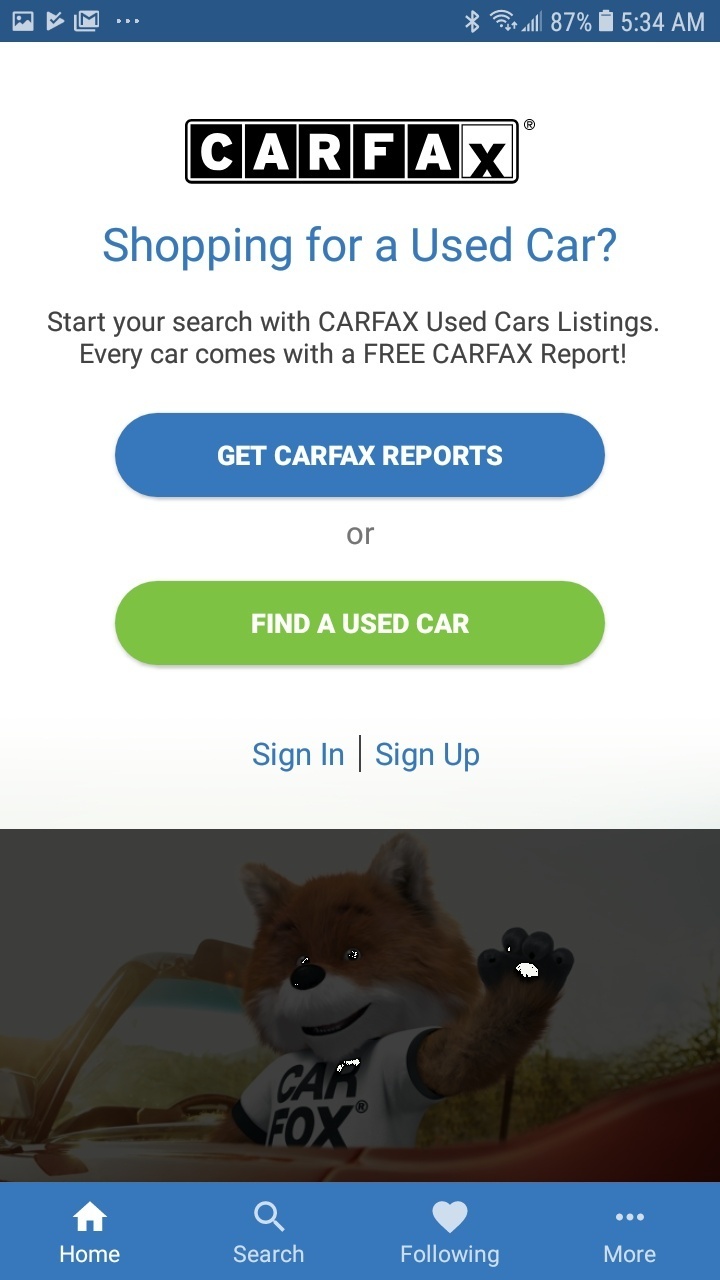 87% 5:34 AM
CARFAX®
Shopping for a Used Car?
Start your search with CARFAX Used Cars Listings.
Every car comes with a FREE CARFAX Report!
GET CARFAX REPORTS
or
FIND A USED CAR
Sign In | Sign Up
CAR
FOX®
Home Search Following More